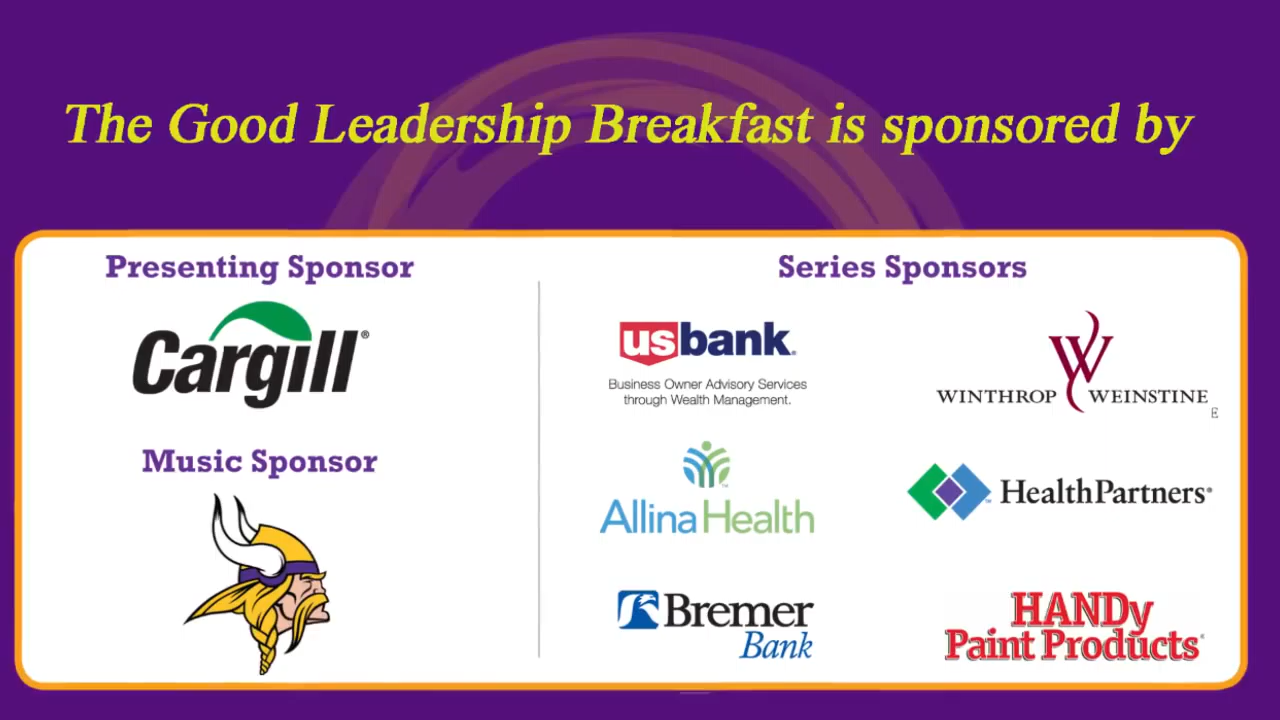 The Good Leadership Breakfast is sponsored by
Presenting Sponsor
Cargill®
Music Sponsor
Series Sponsors
usbank®
Business Owner Advisory Services
through Wealth Management.
WINTHROP WEINSTINE
E
Allina Health
™
HealthPartners®
Bremer
Bank
HANDy
Paint Products